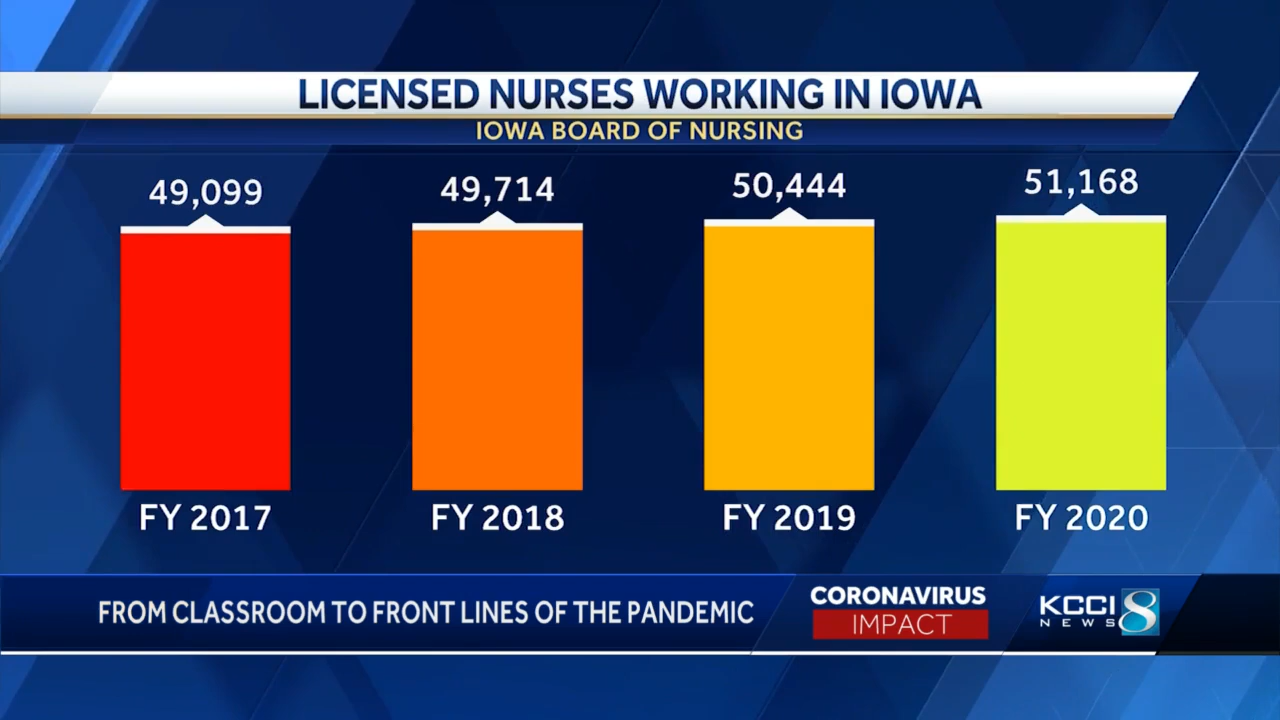 LICENSED NURSES WORKING IN IOWA
IOWA BOARD OF NURSING
49,099 49,714 50,444 51,168
FY 2017 FY 2018 FY 2019 FY 2020
FROM CLASSROOM TO FRONT LINES OF THE PANDEMIC
CORONAVIRUS
IMPACT
KCCI 8
NEWS